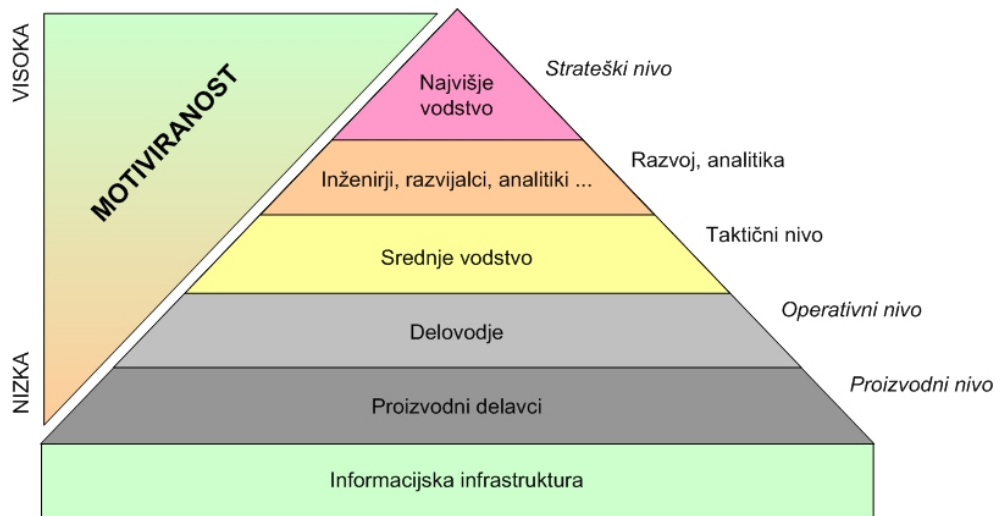 VISOKA
MOTIVIRANOST
NIZKA
Najvišje
vodstvo
Strateški nivo
Inženirji, razvijalci, analitiki ...
Razvoj, analitika
Srednje vodstvo
Taktični nivo
Delovodje
Operativni nivo
Proizvodni delavci
Proizvodni nivo
Informacijska infrastruktura